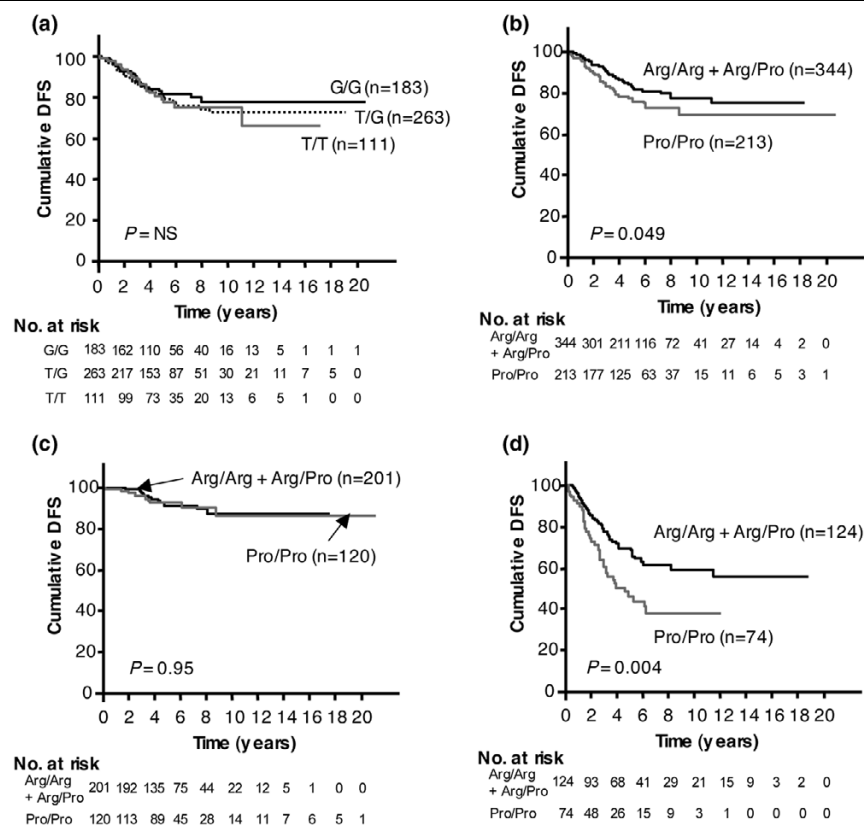 (a)
Cumulative DFS
100
80
60
40
20
0
G/G (n=183)
T/G (n=263)
T/T (n=111)
P = NS
0 2 4 6 8 10 12 14 16 18 20
Time (years)
No. at risk
G/G 183 162 110 56 40 16 13 5 1 1 1
T/G 263 217 153 87 51 30 21 11 7 5 0
T/T 111 99 73 35 20 13 6 5 1 0 0
(b)
Cumulative DFS
100
80
60
40
20
0
Arg/Arg + Arg/Pro (n=344)
Pro/Pro (n=213)
P = 0.049
0 2 4 6 8 10 12 14 16 18 20
Time (years)
No. at risk
Arg/Arg
+ Arg/Pro 344 301 211 116 72 41 27 14 4 2 0
Pro/Pro 213 177 125 63 37 15 11 6 5 3 1
(c)
Cumulative DFS
100
80
60
40
20
0
Arg/Arg + Arg/Pro (n=201)
Pro/Pro (n=120)
P = 0.95
0 2 4 6 8 10 12 14 16 18 20
Time (years)
No. at risk
Arg/Arg
+ Arg/Pro 201 192 135 75 44 22 12 5 1 0 0
Pro/Pro 120 113 89 45 28 14 11 7 6 5 1
(d)
Cumulative DFS
100
80
60
40
20
0
Arg/Arg + Arg/Pro (n=124)
Pro/Pro (n=74)
P = 0.004
0 2 4 6 8 10 12 14 16 18 20
Time (years)
No. at risk
Arg/Arg
+ Arg/Pro 124 93 68 41 29 21 15 9 3 2 0
Pro/Pro 74 48 26 15 9 3 1 0 0 0 0